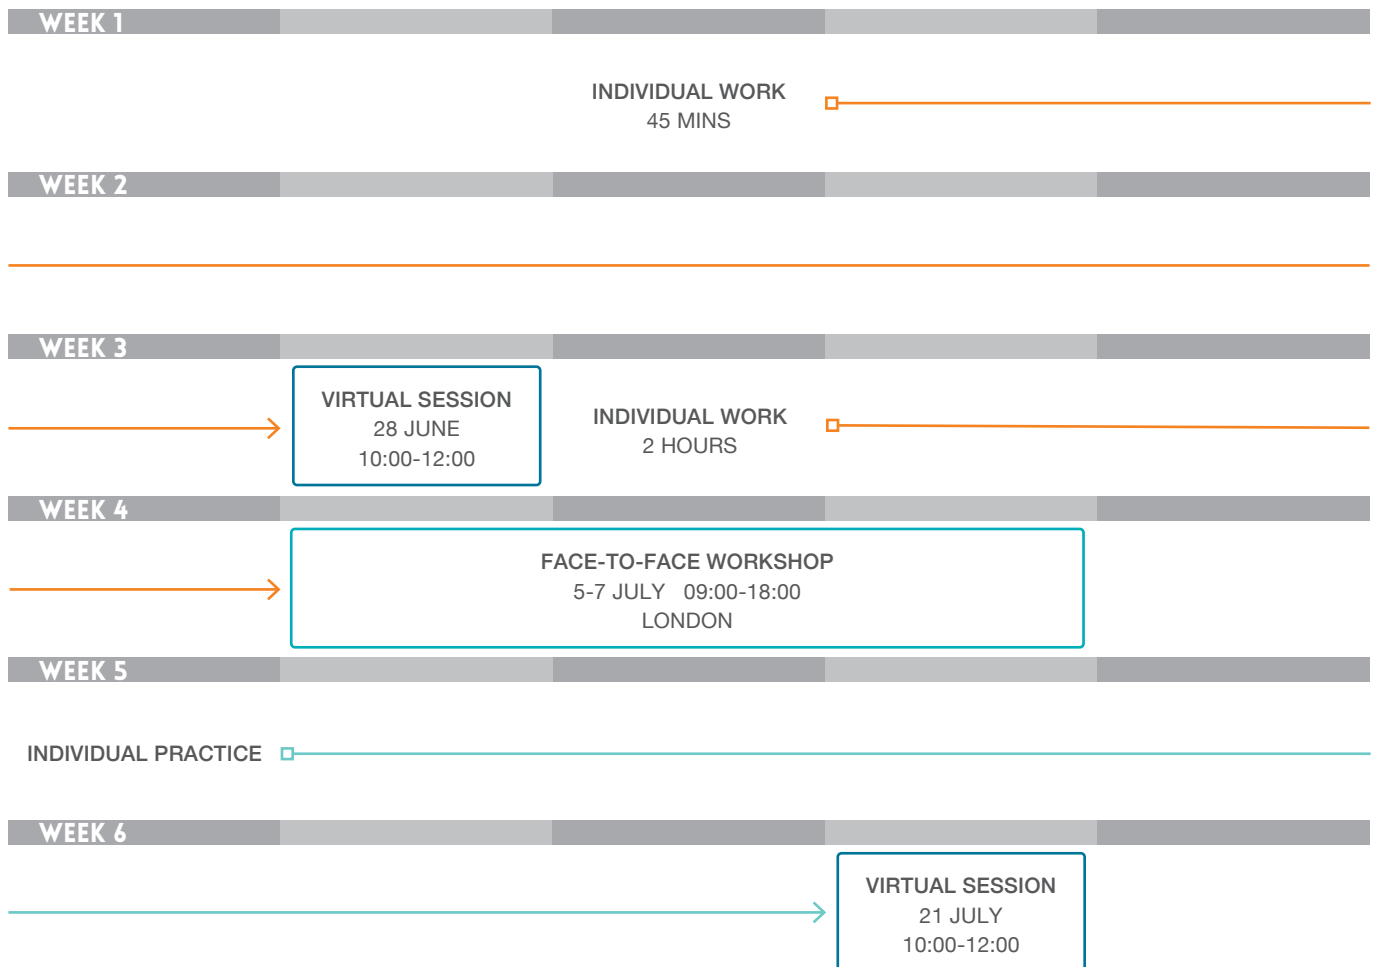 WEEK 1
INDIVIDUAL WORK
45 MINS
WEEK 2
WEEK 3
VIRTUAL SESSION
28 JUNE
10:00-12:00
INDIVIDUAL WORK
2 HOURS
WEEK 4
FACE-TO-FACE WORKSHOP
5-7 JULY 09:00-18:00
LONDON
WEEK 5
INDIVIDUAL PRACTICE
WEEK 6
VIRTUAL SESSION
21 JULY
10:00-12:00